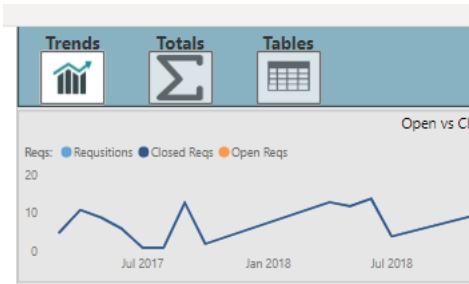 Trends Totals Tables
Open vs Cl
Reqs: Requsitions Closed Reqs Open Reqs
20
10
0
Jul 2017 Jan 2018 Jul 2018